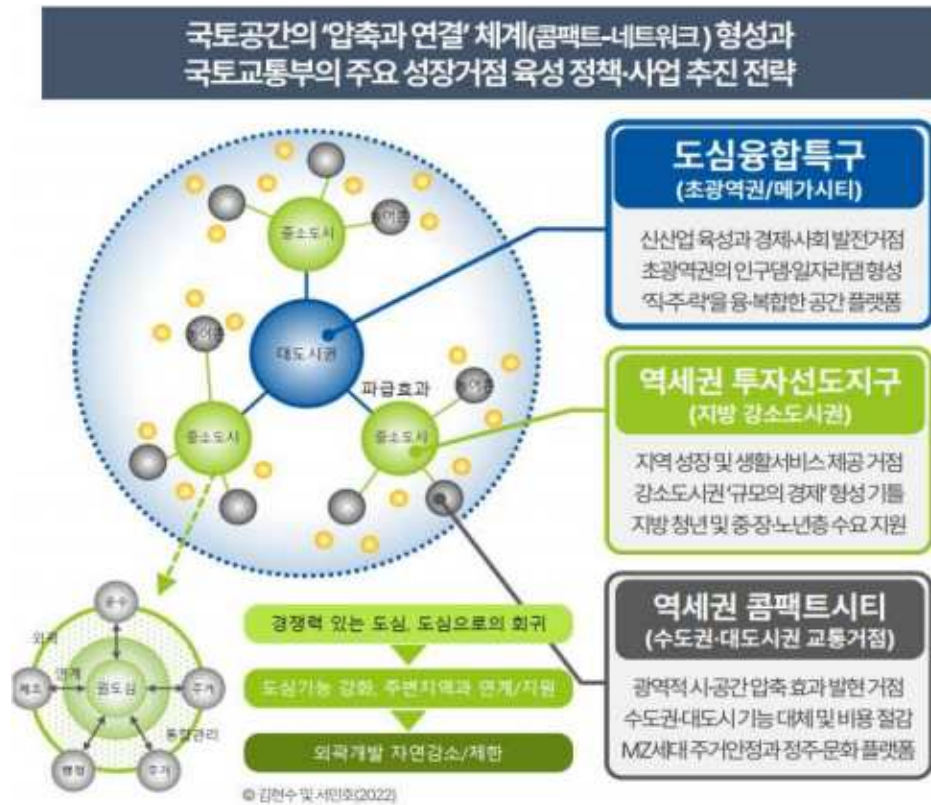 국토공간의 '압축과 연결' 체계(콤팩트-네트워크) 형성과
국토교통부의 주요 성장거점 육성 정책·사업 추진 전략
도심융합특구
(초광역권/메가시티)
신산업 육성과 경제·사회 발전거점
초광역권의 인구댐·일자리댐 형성
'직·주·락'을 융·복합한 공간 플랫폼
중소도시
대도시권
파급효과
중소도시
중소도시
역세권 투자선도지구
(지방 강소도시권)
지역 성장 및 생활서비스 제공 거점
강소도시권 '규모의 경제' 형성 기틀
지방 청년 및 중·장·노년층 수요 지원
역세권 콤팩트시티
(수도권·대도시권 교통거점)
광역적 시·공간 압축 효과 발현 거점
수도권·대도시 기능 대체 및 비용 절감
MZ세대 주거안정과 정주·문화 플랫폼
외곽
연계
원도심
제조
주거
통합관리
행정
주거
경쟁력 있는 도심, 도심으로의 회귀
도심기능 강화, 주변지역과 연계/지원
외곽개발 자연감소/제한
© 김현수 및 서민호(2022)